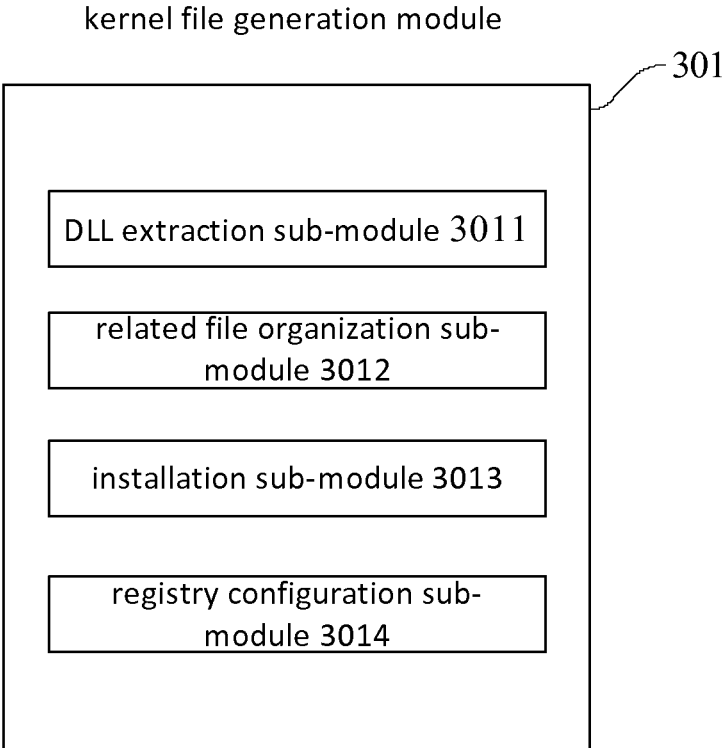 kernel file generation module
301
DLL extraction sub-module 3011
related file organization sub-
module 3012
installation sub-module 3013
registry configuration sub-
module 3014